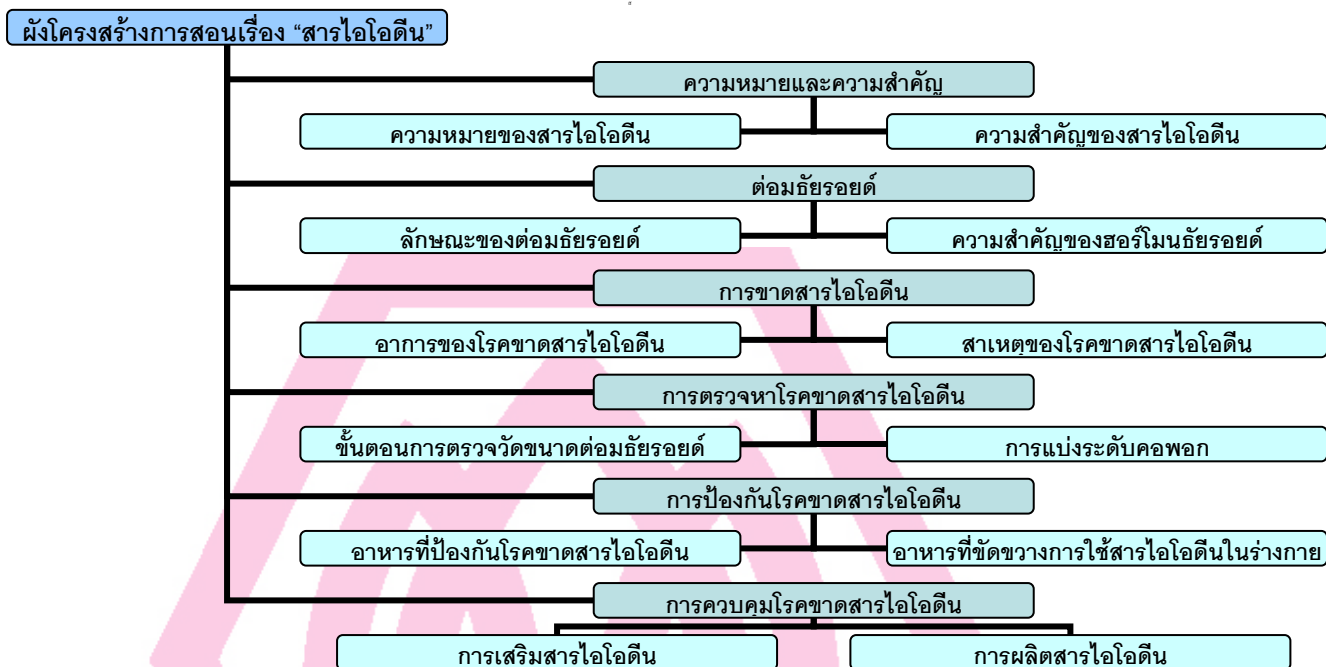 ผังโครงสร้างการสอนเรื่อง “สารไอโอดีน”
ความหมายและความสำคัญ
ความหมายของสารไอโอดีน
ความสำคัญของสารไอโอดีน
ต่อมธัยรอยด์
ลักษณะของต่อมธัยรอยด์
ความสำคัญของฮอร์โมนธัยรอยด์
การขาดสารไอโอดีน
อาการของโรคขาดสารไอโอดีน
สาเหตุของโรคขาดสารไอโอดีน
การตรวจหาโรคขาดสารไอโอดีน
ขั้นตอนการตรวจวัดขนาดต่อมธัยรอยด์
การแบ่งระดับคอพอก
การป้องกันโรคขาดสารไอโอดีน
อาหารที่ป้องกันโรคขาดสารไอโอดีน
อาหารที่ขัดขวางการใช้สารไอโอดีนในร่างกาย
การควบคุมโรคขาดสารไอโอดีน
การเสริมสารไอโอดีน
การผลิตสารไอโอดีน